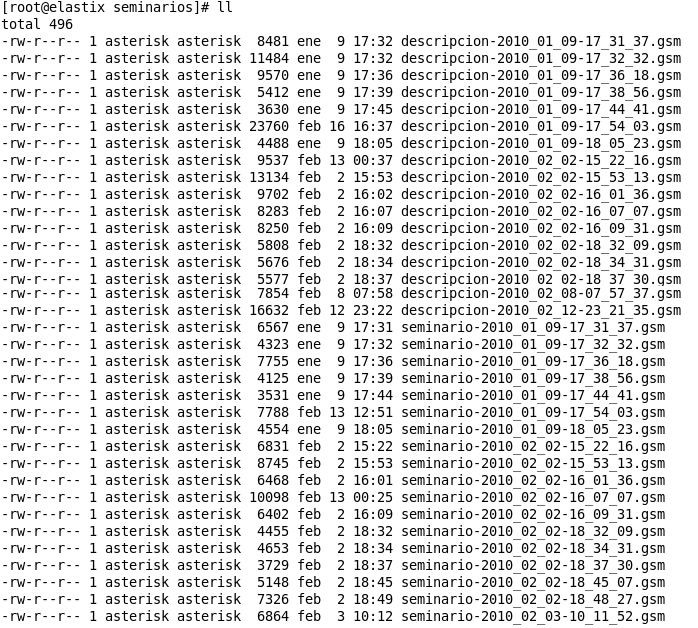 [root@elastix seminarios]# ll
total 496
-rw-r--r-- 1 asterisk asterisk  8481 ene  9 17:32 descripcion-2010_01_09-17_31_37.gsm
-rw-r--r-- 1 asterisk asterisk 11484 ene  9 17:32 descripcion-2010_01_09-17_32_32.gsm
-rw-r--r-- 1 asterisk asterisk  9570 ene  9 17:36 descripcion-2010_01_09-17_36_18.gsm
-rw-r--r-- 1 asterisk asterisk  5412 ene  9 17:39 descripcion-2010_01_09-17_38_56.gsm
-rw-r--r-- 1 asterisk asterisk  3630 ene  9 17:45 descripcion-2010_01_09-17_44_41.gsm
-rw-r--r-- 1 asterisk asterisk 23760 feb 16 16:37 descripcion-2010_01_09-17_54_03.gsm
-rw-r--r-- 1 asterisk asterisk  4488 ene  9 18:05 descripcion-2010_01_09-18_05_23.gsm
-rw-r--r-- 1 asterisk asterisk  9537 feb 13 00:37 descripcion-2010_02_02-15_22_16.gsm
-rw-r--r-- 1 asterisk asterisk 13134 feb  2 15:53 descripcion-2010_02_02-15_53_13.gsm
-rw-r--r-- 1 asterisk asterisk  9702 feb  2 16:02 descripcion-2010_02_02-16_01_36.gsm
-rw-r--r-- 1 asterisk asterisk  8283 feb  2 16:07 descripcion-2010_02_02-16_07_07.gsm
-rw-r--r-- 1 asterisk asterisk  8250 feb  2 16:09 descripcion-2010_02_02-16_09_31.gsm
-rw-r--r-- 1 asterisk asterisk  5808 feb  2 18:32 descripcion-2010_02_02-18_32_09.gsm
-rw-r--r-- 1 asterisk asterisk  5676 feb  2 18:34 descripcion-2010_02_02-18_34_31.gsm
-rw-r--r-- 1 asterisk asterisk  5577 feb  2 18:37 descripcion-2010_02_02-18_37_30.gsm
-rw-r--r-- 1 asterisk asterisk  7854 feb  8 07:58 descripcion-2010_02_08-07_57_37.gsm
-rw-r--r-- 1 asterisk asterisk 16632 feb 12 23:22 descripcion-2010_02_12-23_21_35.gsm
-rw-r--r-- 1 asterisk asterisk  6567 ene  9 17:31 seminario-2010_01_09-17_31_37.gsm
-rw-r--r-- 1 asterisk asterisk  4323 ene  9 17:32 seminario-2010_01_09-17_32_32.gsm
-rw-r--r-- 1 asterisk asterisk  7755 ene  9 17:36 seminario-2010_01_09-17_36_18.gsm
-rw-r--r-- 1 asterisk asterisk  4125 ene  9 17:39 seminario-2010_01_09-17_38_56.gsm
-rw-r--r-- 1 asterisk asterisk  3531 ene  9 17:44 seminario-2010_01_09-17_44_41.gsm
-rw-r--r-- 1 asterisk asterisk  7788 feb 13 12:51 seminario-2010_01_09-17_54_03.gsm
-rw-r--r-- 1 asterisk asterisk  4554 ene  9 18:05 seminario-2010_01_09-18_05_23.gsm
-rw-r--r-- 1 asterisk asterisk  6831 feb  2 15:22 seminario-2010_02_02-15_22_16.gsm
-rw-r--r-- 1 asterisk asterisk  8745 feb  2 15:53 seminario-2010_02_02-15_53_13.gsm
-rw-r--r-- 1 asterisk asterisk  6468 feb  2 16:01 seminario-2010_02_02-16_01_36.gsm
-rw-r--r-- 1 asterisk asterisk 10098 feb 13 00:25 seminario-2010_02_02-16_07_07.gsm
-rw-r--r-- 1 asterisk asterisk  6402 feb  2 16:09 seminario-2010_02_02-16_09_31.gsm
-rw-r--r-- 1 asterisk asterisk  4455 feb  2 18:32 seminario-2010_02_02-18_32_09.gsm
-rw-r--r-- 1 asterisk asterisk  4653 feb  2 18:34 seminario-2010_02_02-18_34_31.gsm
-rw-r--r-- 1 asterisk asterisk  3729 feb  2 18:37 seminario-2010_02_02-18_37_30.gsm
-rw-r--r-- 1 asterisk asterisk  5148 feb  2 18:45 seminario-2010_02_02-18_45_07.gsm
-rw-r--r-- 1 asterisk asterisk  7326 feb  2 18:49 seminario-2010_02_02-18_48_27.gsm
-rw-r--r-- 1 asterisk asterisk  6864 feb  3 10:12 seminario-2010_02_03-10_11_52.gsm